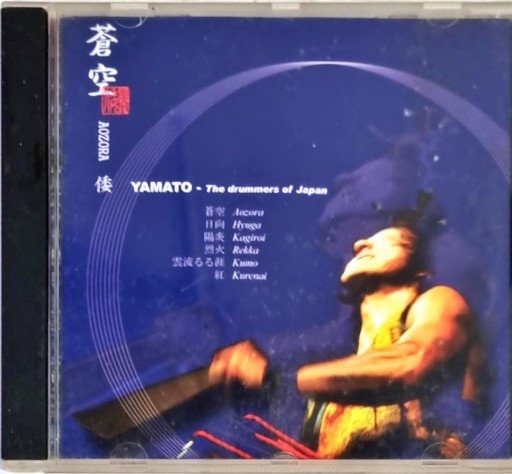 蒼空
AOZORA 倭
YAMATO - The drummers of Japan
蒼空 Aozora
日向 Hyuga
陽炎 Kagiroi
烈火 Rekka
雲流るる涯 Kumo
紅 Kurenai